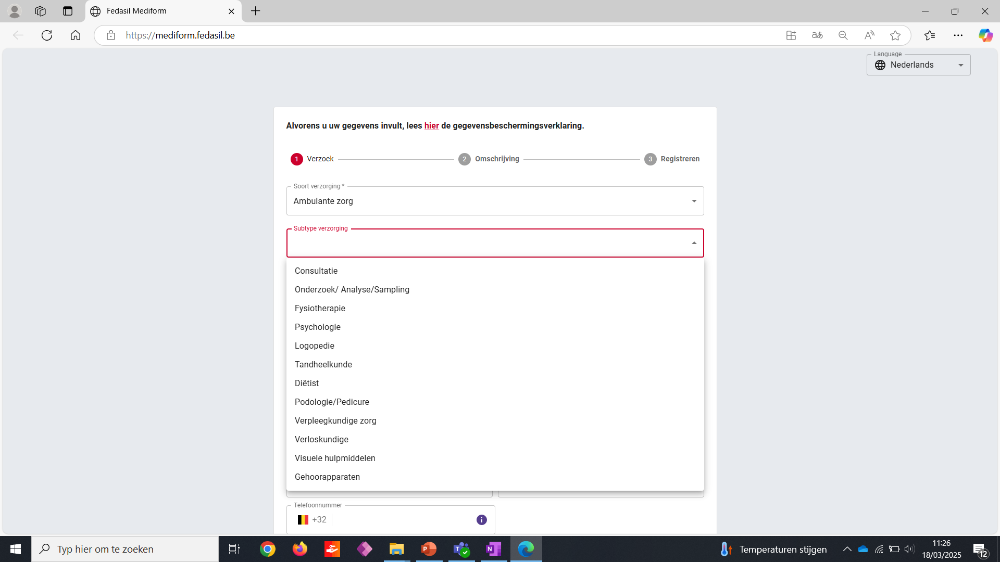 Fedasil Mediform
https://mediform.fedasil.be
Language
Nederlands
Alvorens u uw gegevens invult, lees hier de gegevensbeschermingsverklaring.
1 Verzoek 2 Omschrijving 3 Registreren
Soort verzorging *
Ambulante zorg
Subtype verzorging
Consultatie
Onderzoek/ Analyse/Sampling
Fysiotherapie
Psychologie
Logopedie
Tandheelkunde
Diëtist
Podologie/Pedicure
Verpleegkundige zorg
Verloskundige
Visuele hulpmiddelen
Gehoorapparaten
Telefoonnummer
+32
Typ hier om te zoeken
Temperaturen stijgen
11:26
18/03/2025
12